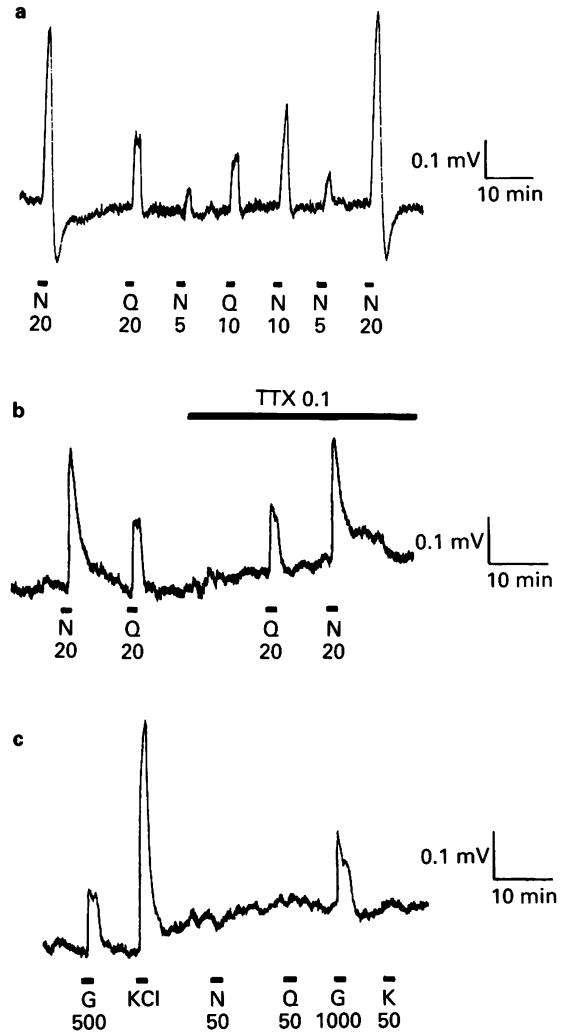 a
0.1 mV
10 min
N Q N Q N N N
20 20 5 10 10 5 20
b
TTX 0.1
0.1 mV
10 min
N Q Q N
20 20 20 20
c
0.1 mV
10 min
G KCl N Q G K
500 50 50 1000 50